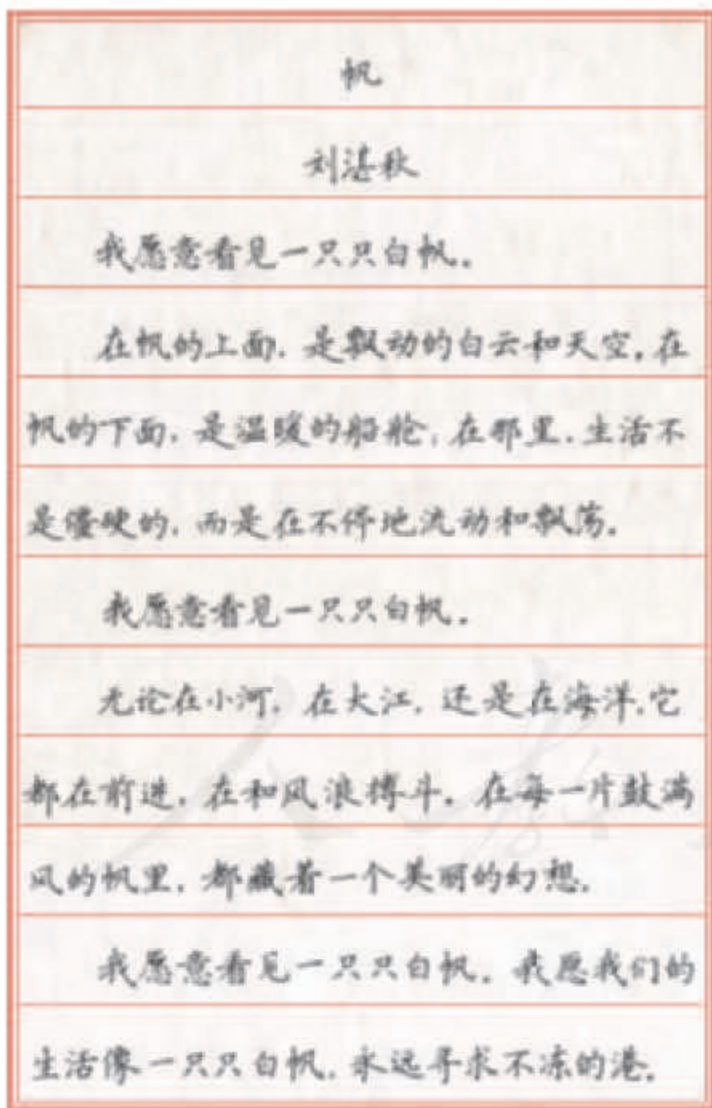 帆
刘湛秋
我愿意看见一只只白帆。
在帆的上面，是飘动的白云和天空。在
帆的下面，是温暖的船舱，在那里，生活不
是僵硬的，而是在不停地流动和飘荡。
我愿意看见一只只白帆。
无论在小河，在大江，还是在海洋，它
都在前进，在和风浪搏斗。在每一片鼓满
风的帆里，都藏着一个美丽的幻想。
我愿意看见一只只白帆。我愿我们的
生活像一只只白帆，永远寻求不冻的港。